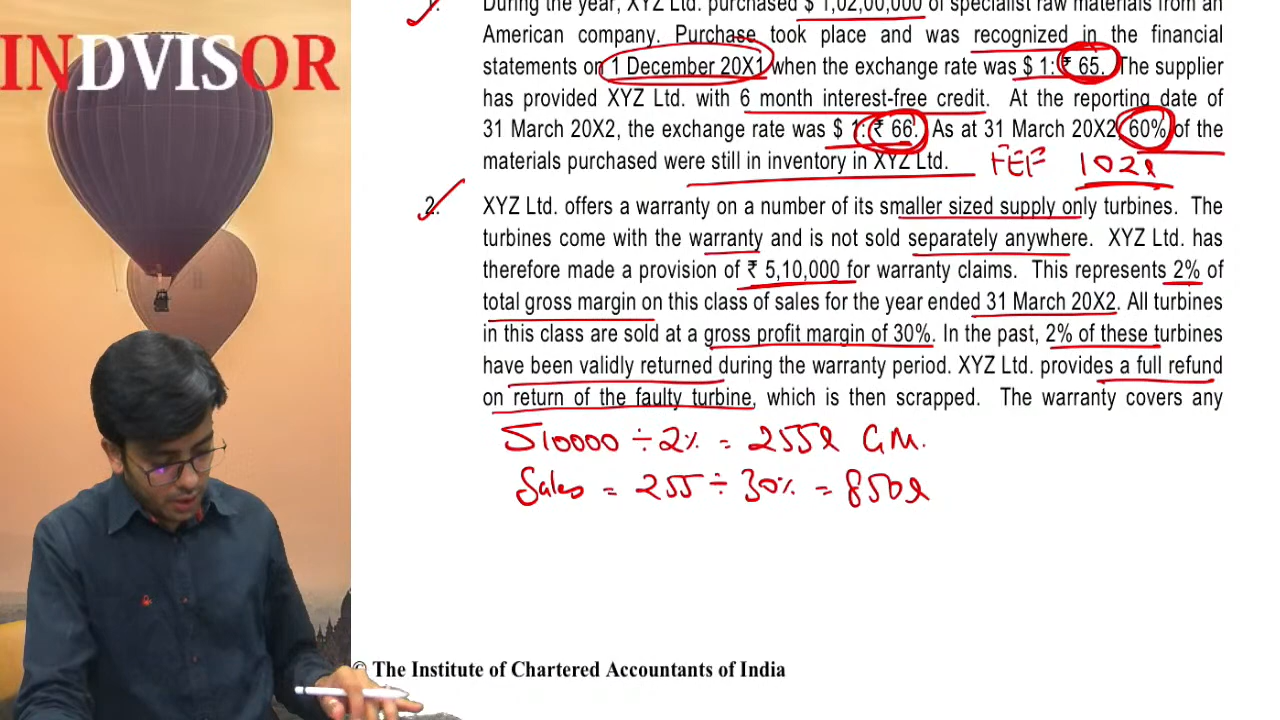 INDVISOR
1. During the year, XYZ Ltd. purchased $ 1,02,00,000 of specialist raw materials from an
American company. Purchase took place and was recognized in the financial
statements on 1 December 20X1 when the exchange rate was $ 1: ₹ 65. The supplier
has provided XYZ Ltd. with 6 month interest-free credit. At the reporting date of
31 March 20X2, the exchange rate was $ 1: ₹ 66. As at 31 March 20X2 60% of the
materials purchased were still in inventory in XYZ Ltd. FEF 102l
2. XYZ Ltd. offers a warranty on a number of its smaller sized supply only turbines. The
turbines come with the warranty and is not sold separately anywhere. XYZ Ltd. has
therefore made a provision of ₹ 5,10,000 for warranty claims. This represents 2% of
total gross margin on this class of sales for the year ended 31 March 20X2. All turbines
in this class are sold at a gross profit margin of 30%. In the past, 2% of these turbines
have been validly returned during the warranty period. XYZ Ltd. provides a full refund
on return of the faulty turbine, which is then scrapped. The warranty covers any
510000 ÷ 2% = 255l GM.
Sales = 255 ÷ 30% = 850l
© The Institute of Chartered Accountants of India